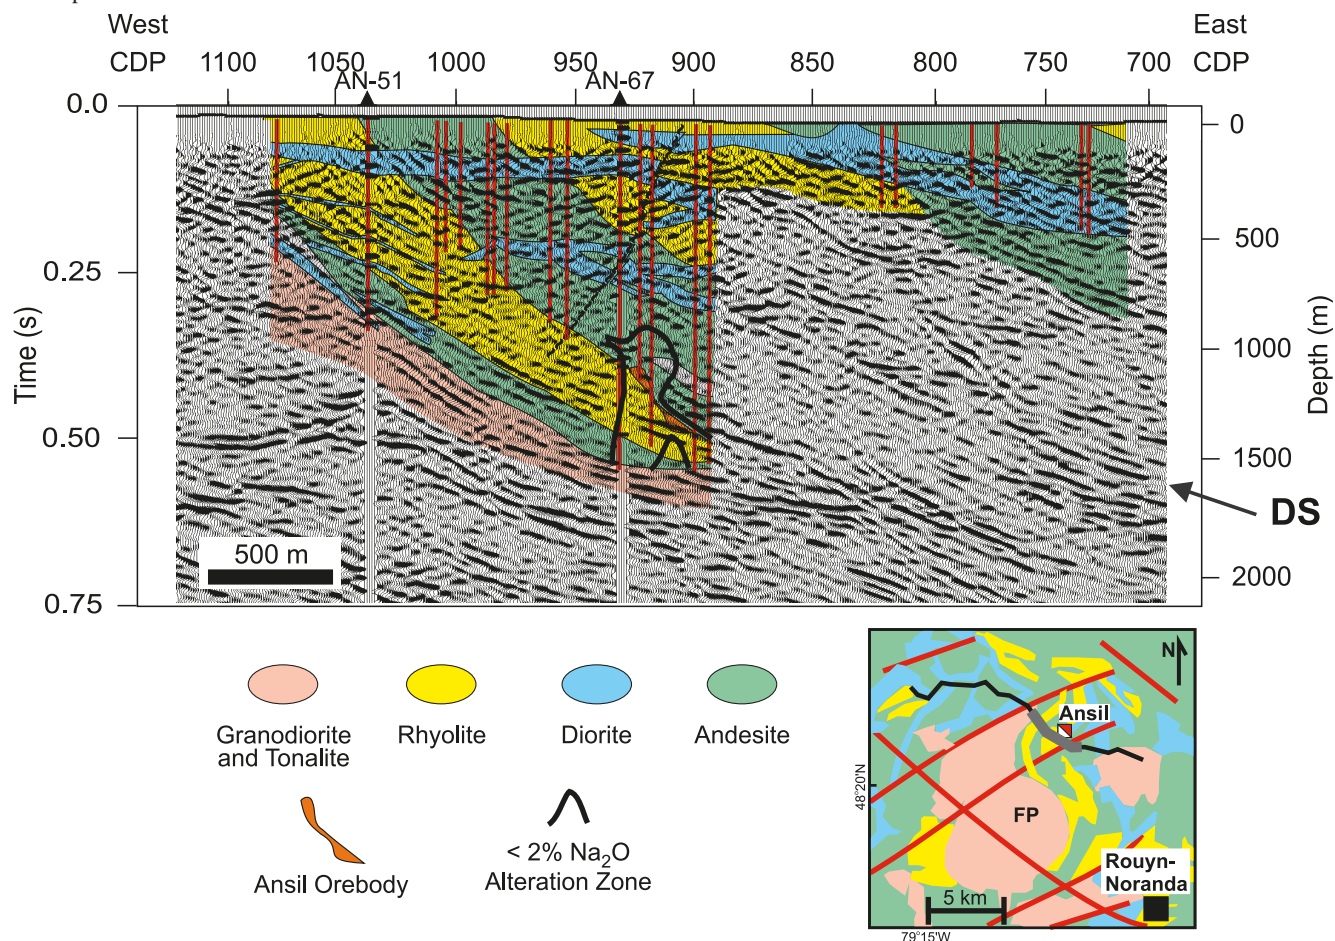 West East
CDP 1100 1050 1000 950 900 850 800 750 700
AN-51 AN-67
0.0
0.25
0.50
0.75
Time (s)
0
500
1000
1500
2000
Depth (m)
DS
500 m
Granodiorite
and Tonalite
Rhyolite
Diorite
Andesite
Ansil Orebody
< 2% Na₂O
Alteration Zone
N
Ansil
FP
Rouyn-
Noranda
5 km
48°20'N
79°15'W